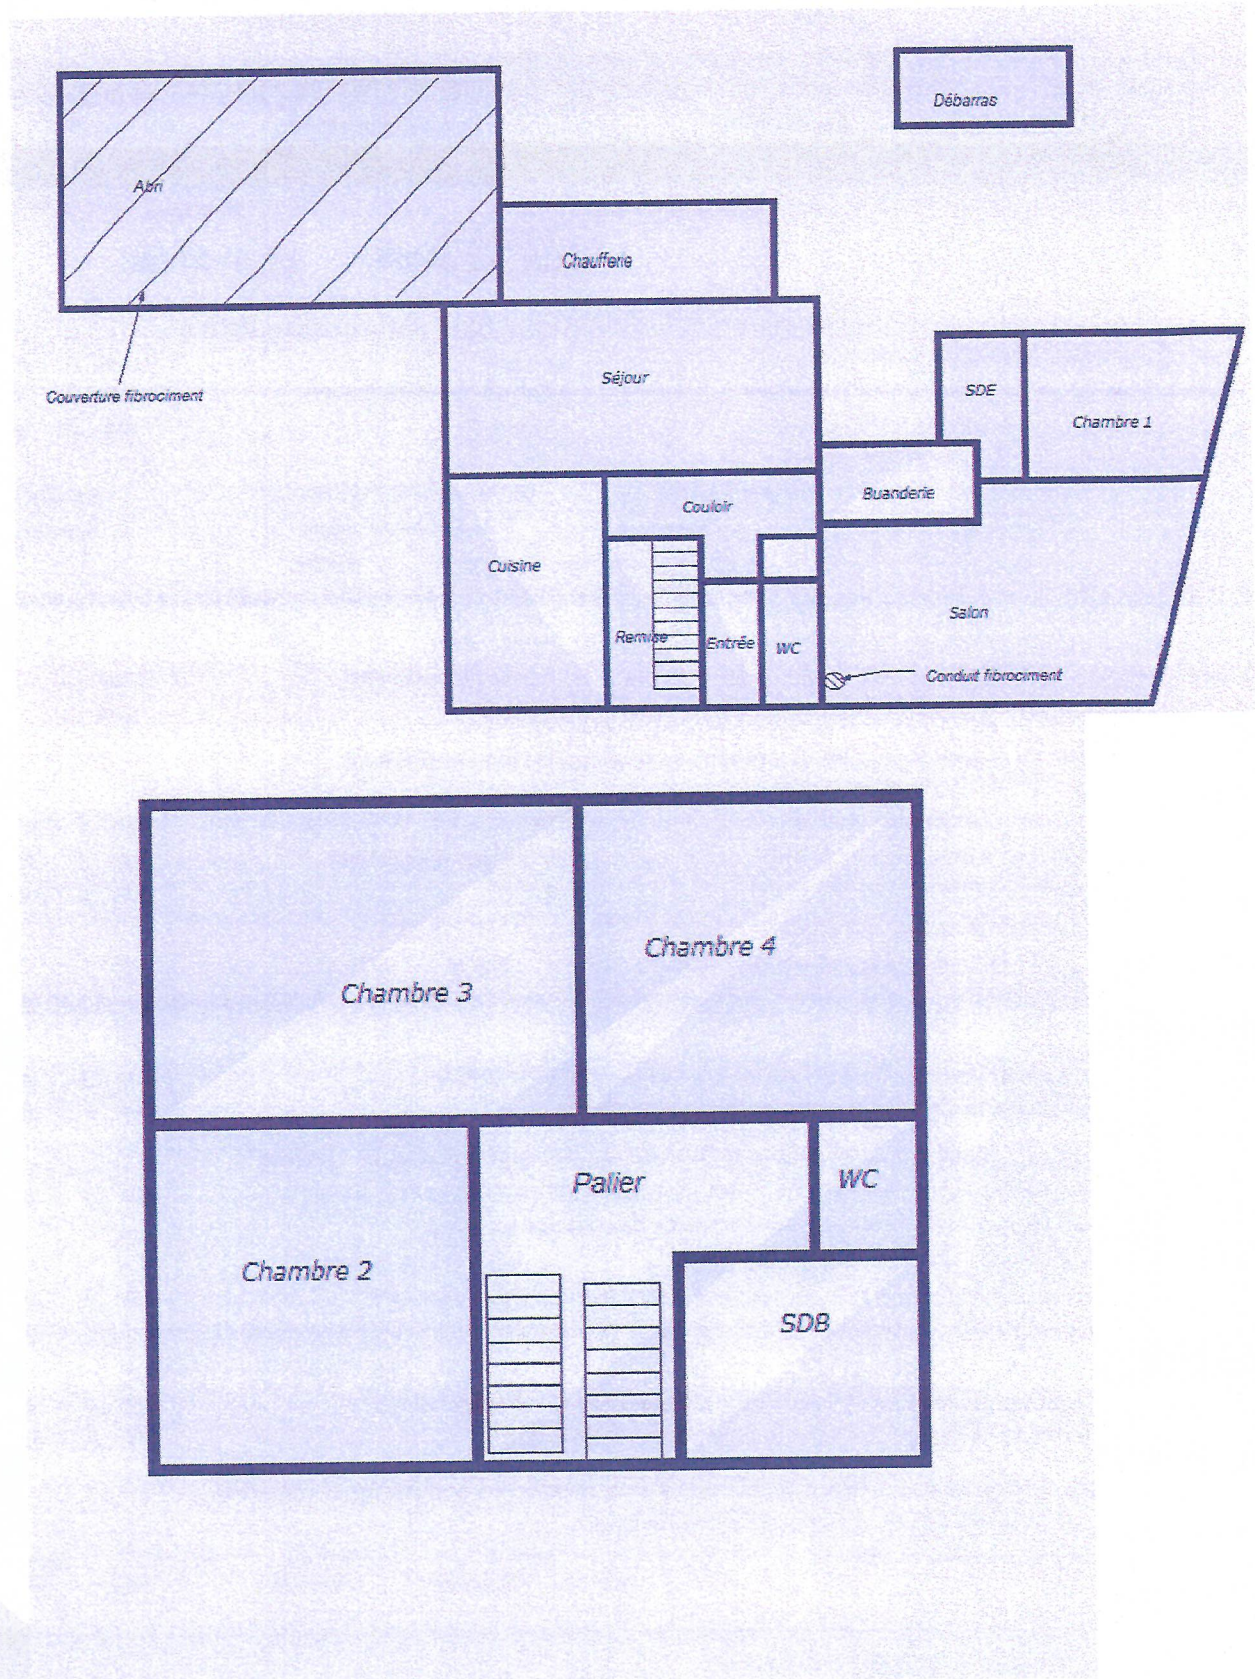 Débarras
Abri
Chaufferie
Couverture fibrociment
Séjour
SDE
Chambre 1
Couloir
Buanderie
Cuisine
Salon
Remise
Entrée
WC
Conduit fibrociment
Chambre 4
Chambre 3
Palier
WC
Chambre 2
SDB